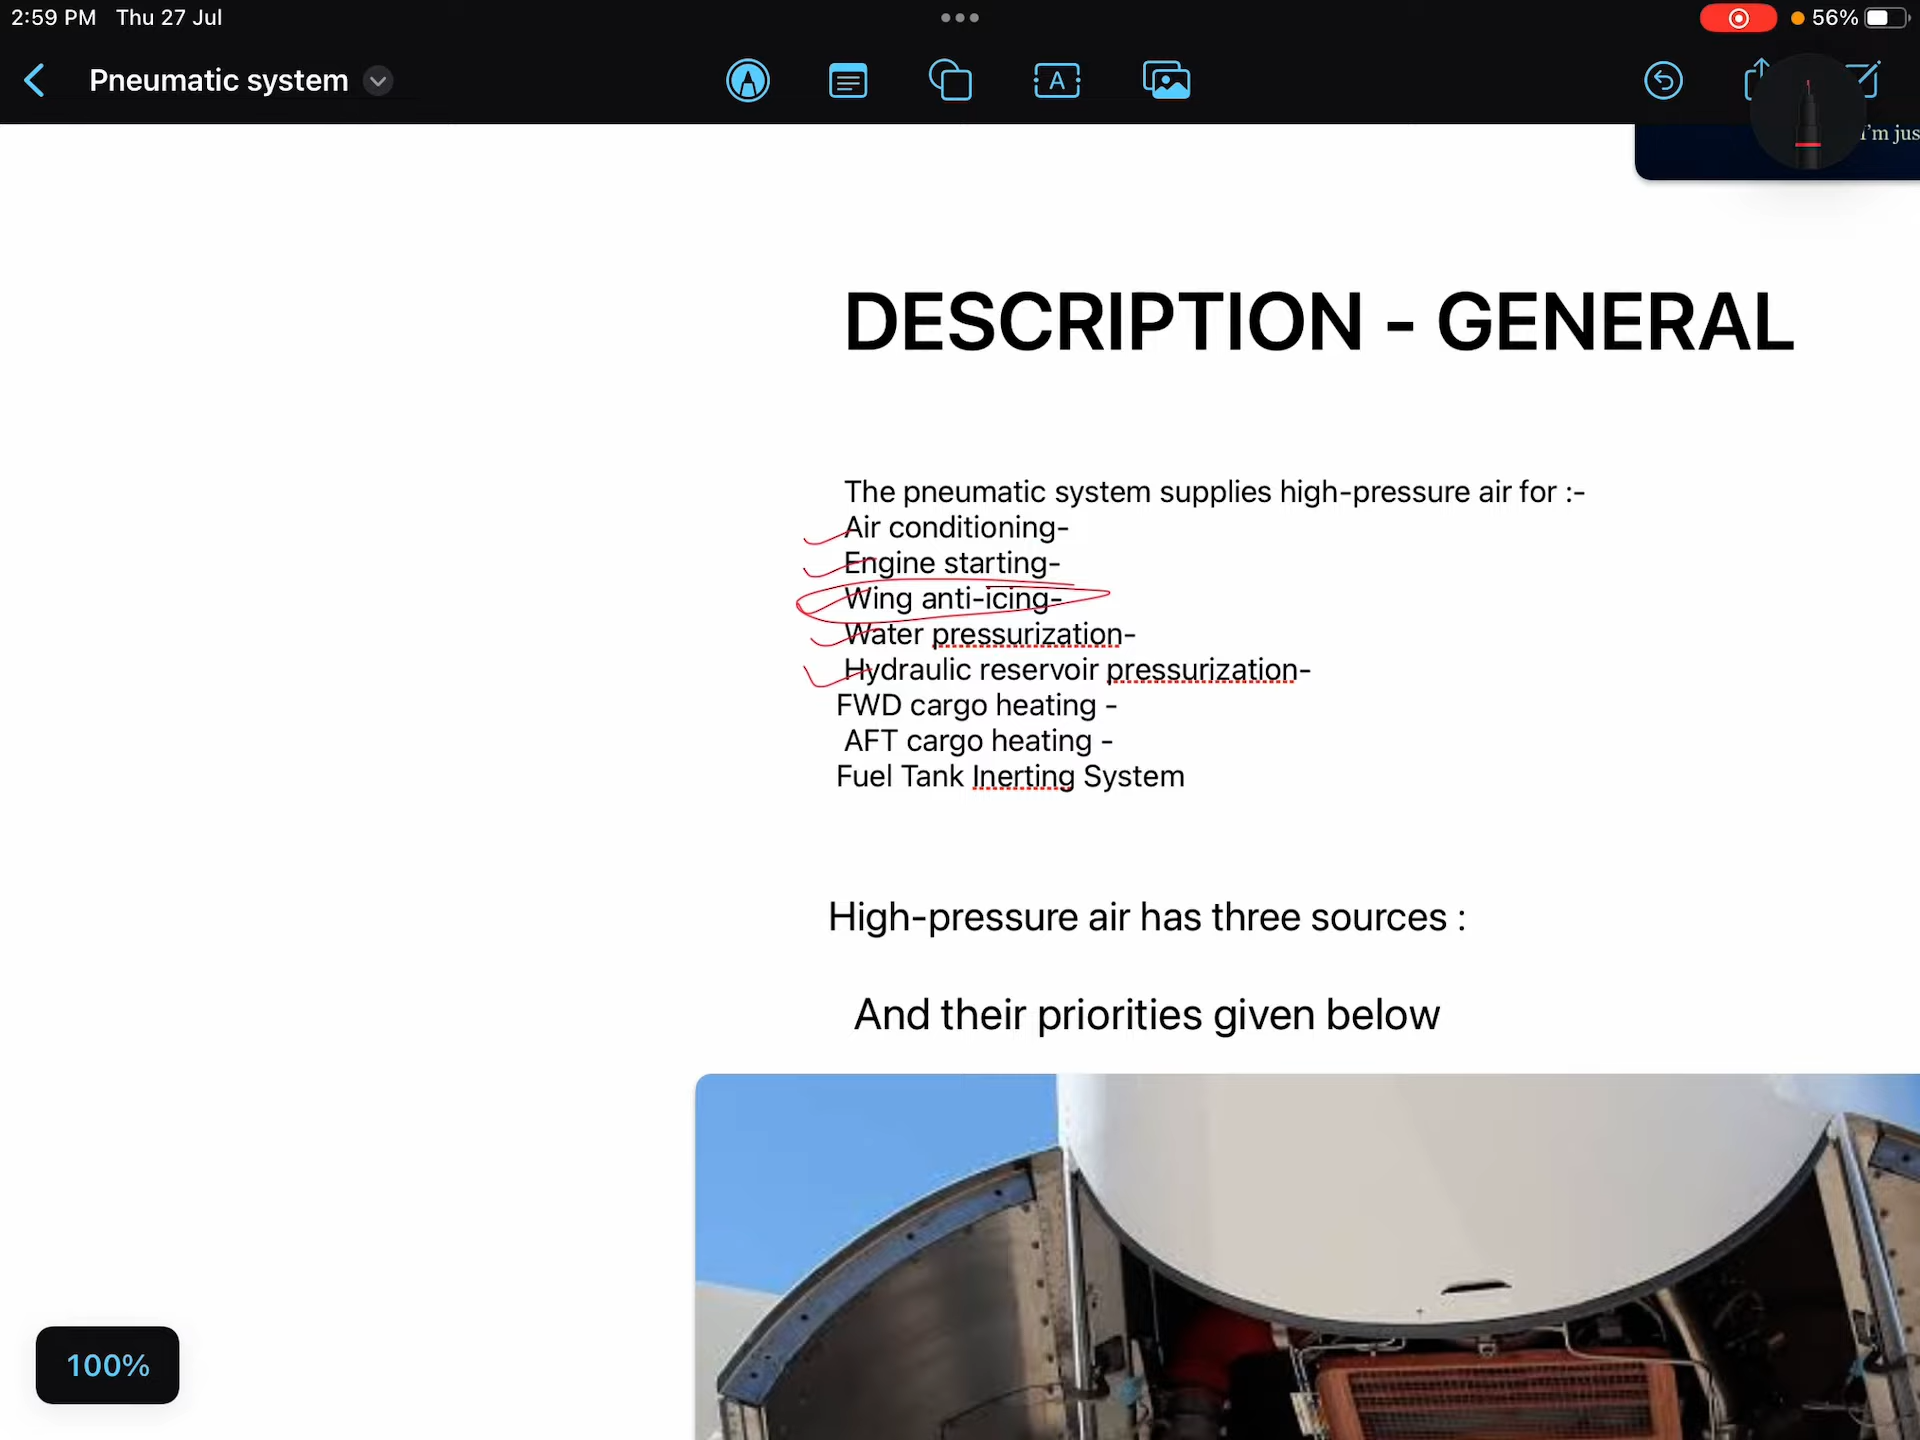 2:59 PM Thu 27 Jul
56%
Pneumatic system
A
I'm jus
DESCRIPTION - GENERAL
The pneumatic system supplies high-pressure air for :-
Air conditioning-
Engine starting-
Wing anti-icing-
Water pressurization-
Hydraulic reservoir pressurization-
FWD cargo heating -
AFT cargo heating -
Fuel Tank Inerting System
High-pressure air has three sources :
And their priorities given below
100%